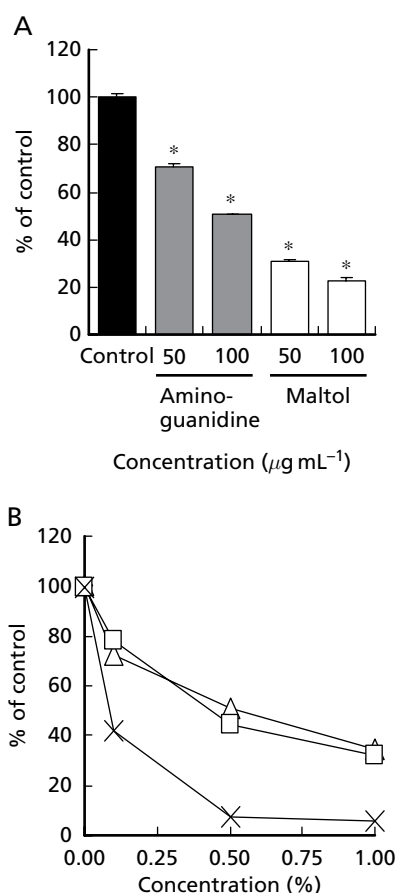 A
120
100
80
60
40
20
0
% of control
* * * *
Control 50 100 50 100
Amino-
guanidine
Maltol
Concentration (µg mL⁻¹)
B
120
100
80
60
40
20
0
% of control
0.00 0.25 0.50 0.75 1.00
Concentration (%)